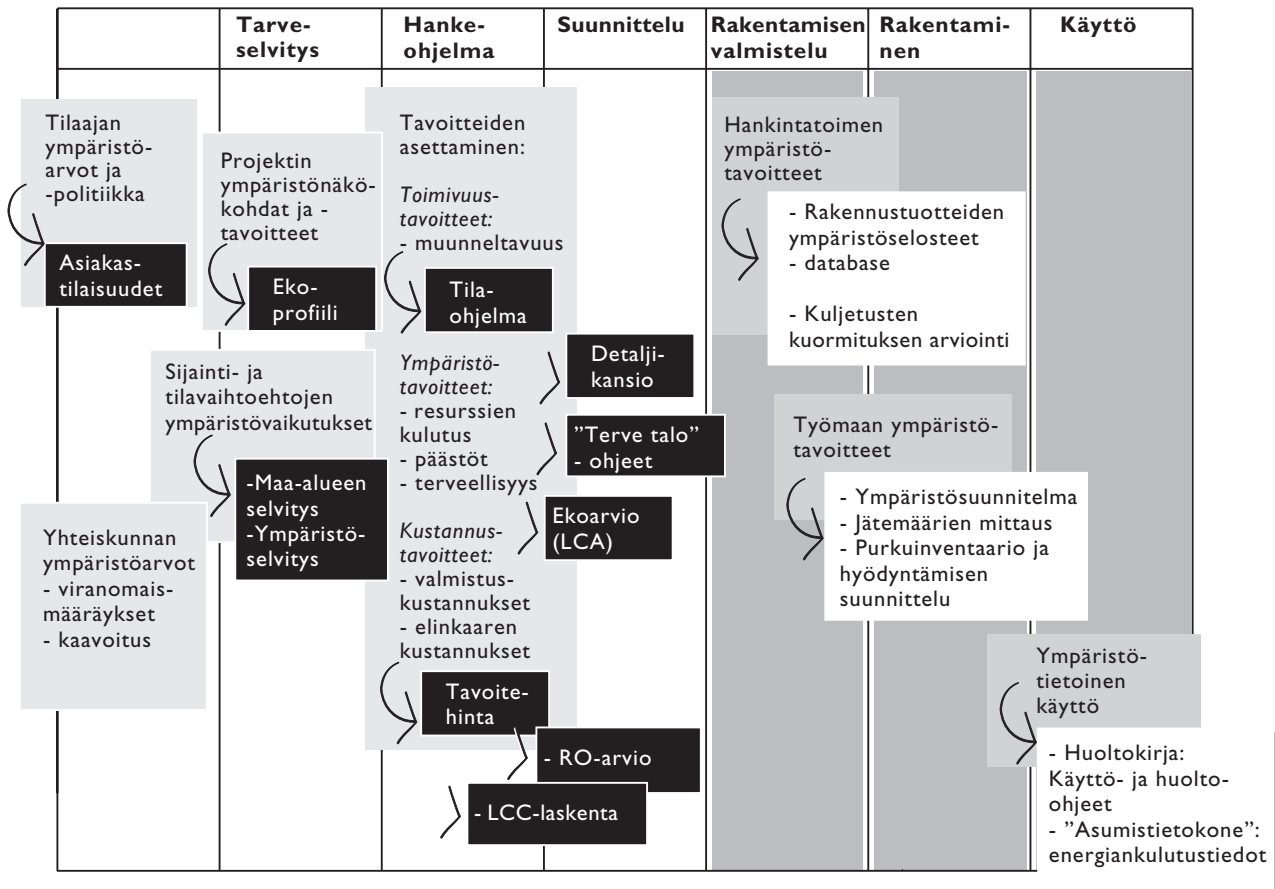 Tarve-
selvitys
Hanke-
ohjelma
Suunnittelu
Rakentamisen
valmistelu
Rakentami-
nen
Käyttö
Tilaajan
ympäristö-
arvot ja
-politiikka
Asiakas-
tilaisuudet
Yhteiskunnan
ympäristöarvot
- viranomais-
määräykset
- kaavoitus
Projektin
ympäristönäkö-
kohdat ja -
tavoitteet
Eko-
profiili
Sijainti- ja
tilavaihtoehtojen
ympäristövaikutukset
-Maa-alueen
selvitys
-Ympäristö-
selvitys
Tavoitteiden
asettaminen:
Toimivuus-
tavoitteet:
- muunneltavuus
Tila-
ohjelma
Ympäristö-
tavoitteet:
- resurssien
kulutus
- päästöt
- terveellisyys
Kustannus-
tavoitteet:
- valmistus-
kustannukset
- elinkaaren
kustannukset
Tavoite-
hinta
Detalji-
kansio
”Terve talo”
- ohjeet
Ekoarvio
(LCA)
- RO-arvio
- LCC-laskenta
Hankintatoimen
ympäristö-
tavoitteet
- Rakennustuotteiden
ympäristöselosteet
- database
- Kuljetusten
kuormituksen arviointi
Työmaan ympäristö-
tavoitteet
- Ympäristösuunnitelma
- Jätemäärien mittaus
- Purkuinventaario ja
hyödyntämisen
suunnittelu
Ympäristö-
tietoinen
käyttö
- Huoltokirja:
Käyttö- ja huolto-
ohjeet
- ”Asumistietokone”:
energiankulutustiedot